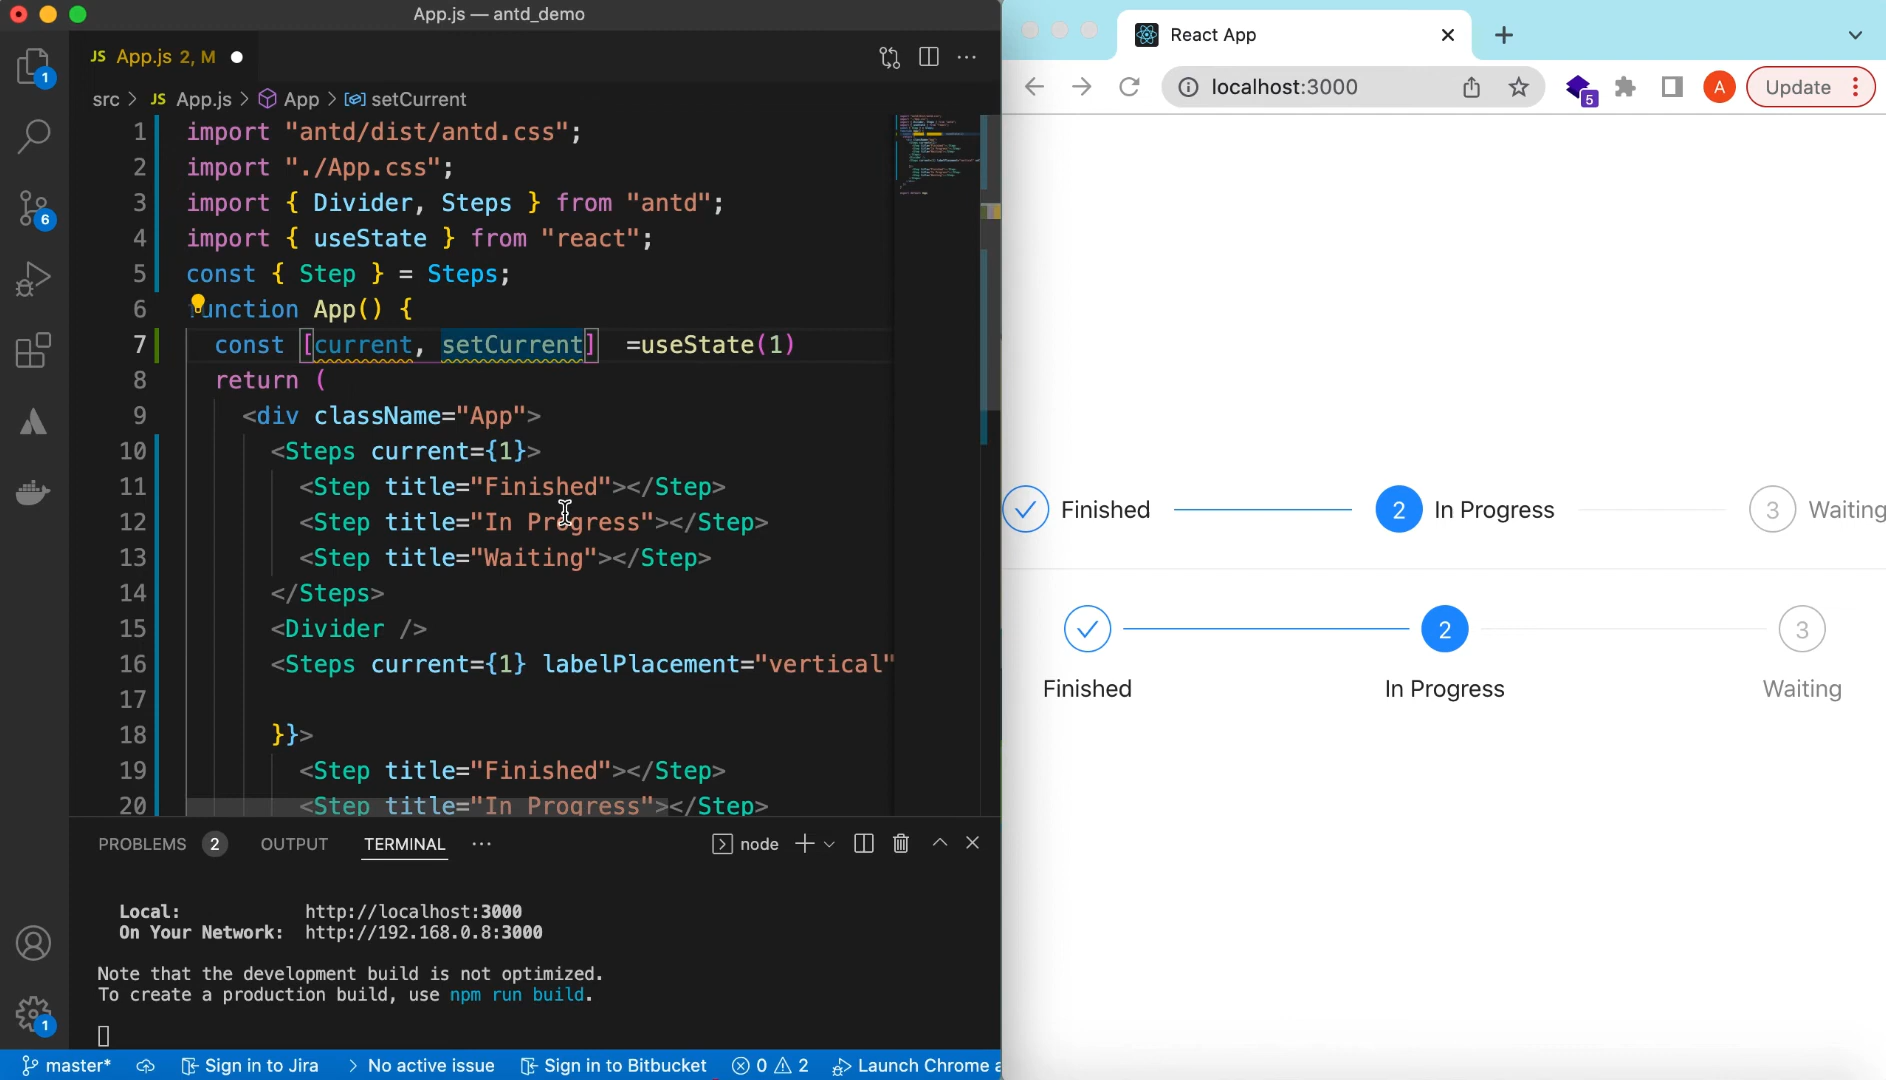 App.js — antd_demo
JS App.js 2, M
src > JS App.js > App > setCurrent
1 import "antd/dist/antd.css";
2 import "./App.css";
3 import { Divider, Steps } from "antd";
4 import { useState } from "react";
5 const { Step } = Steps;
6 function App() {
7 const [current, setCurrent]  =useState(1)
8 return (
9 <div className="App">
10 <Steps current={1}>
11 <Step title="Finished"></Step>
12 <Step title="In Progress"></Step>
13 <Step title="Waiting"></Step>
14 </Steps>
15 <Divider />
16 <Steps current={1} labelPlacement="vertical"
17
18 }}>
19 <Step title="Finished"></Step>
20 <Step title="In Progress"></Step>
1
6
1
PROBLEMS 2 OUTPUT TERMINAL ··· node
Local: http://localhost:3000
On Your Network: http://192.168.0.8:3000
Note that the development build is not optimized.
To create a production build, use npm run build.
master* Sign in to Jira > No active issue Sign in to Bitbucket 0 2 Launch Chrome a
React App
localhost:3000 5 A Update
Finished 2 In Progress 3 Waiting
2 3
Finished In Progress Waiting